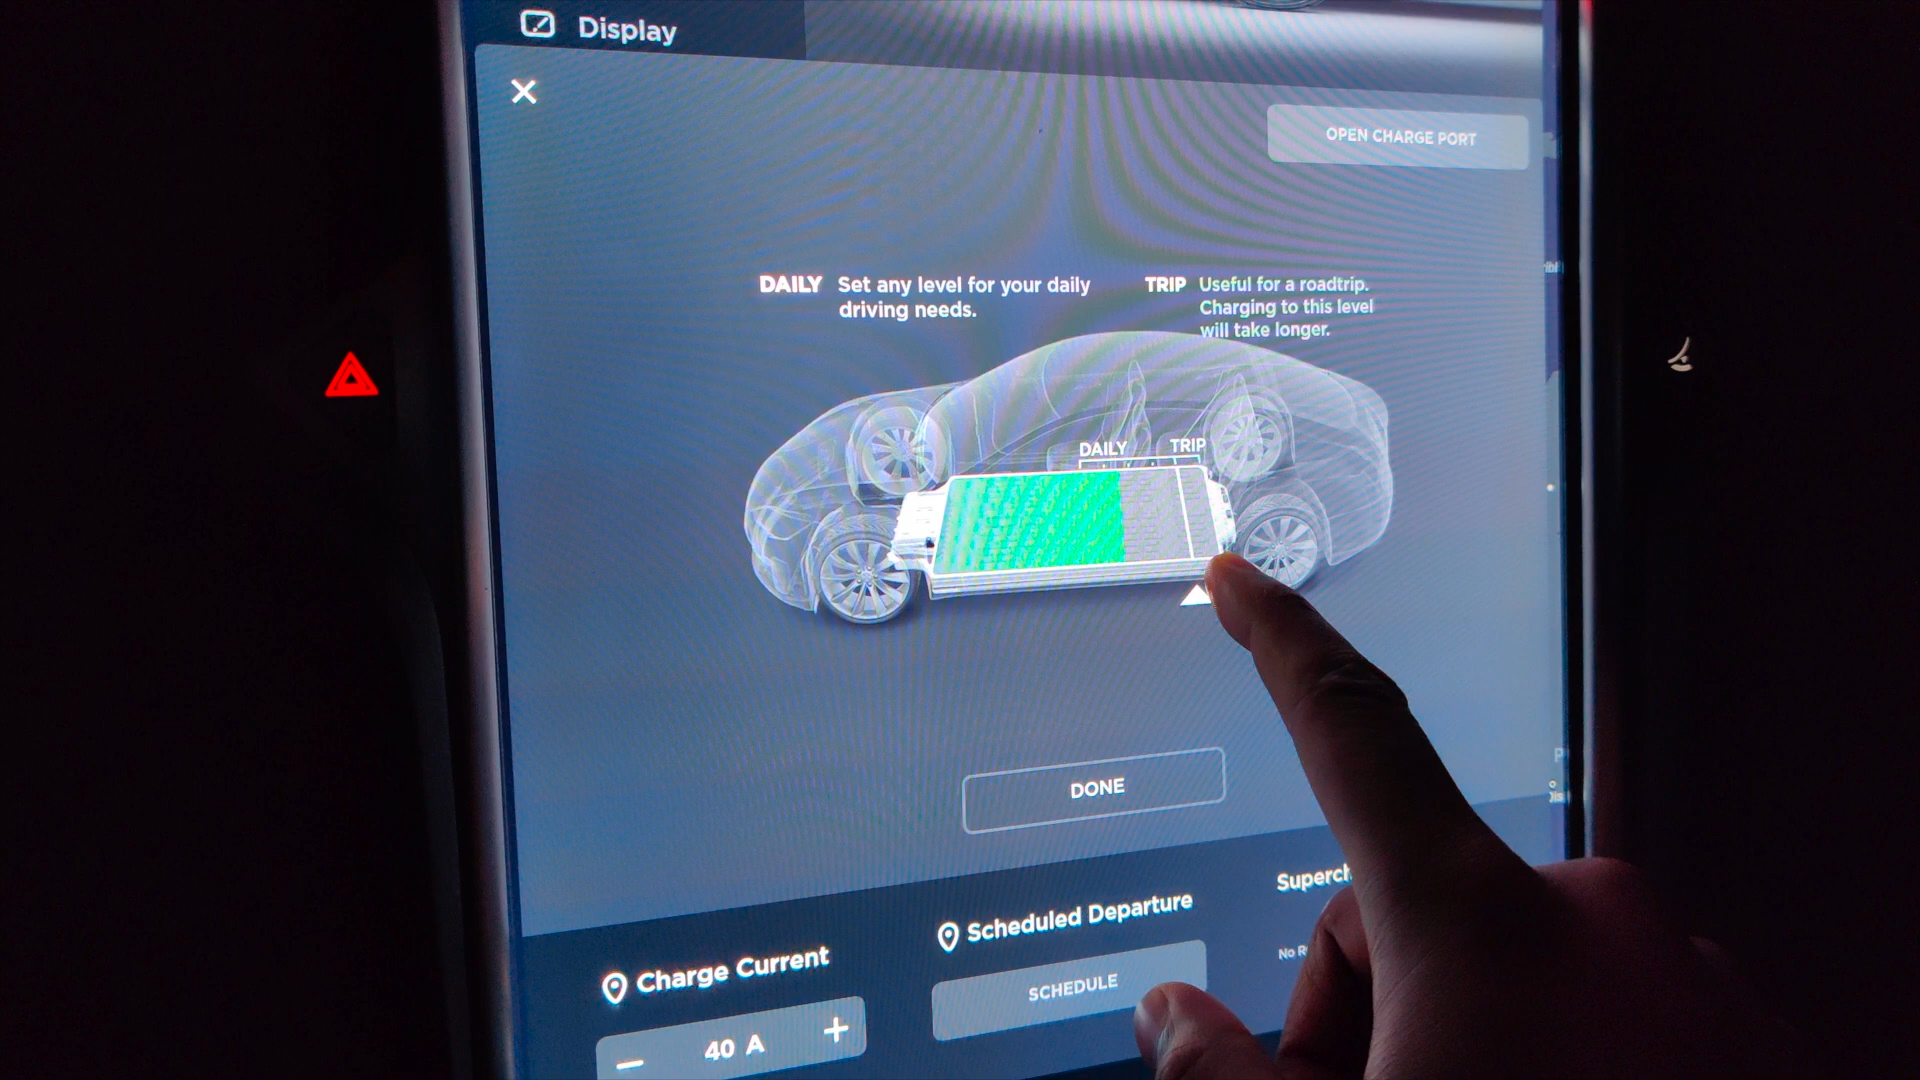 Display
OPEN CHARGE PORT
DAILY Set any level for your daily
driving needs.
TRIP Useful for a roadtrip.
Charging to this level
will take longer.
DAILY TRIP
DONE
Charge Current
40 A
Scheduled Departure
SCHEDULE
No